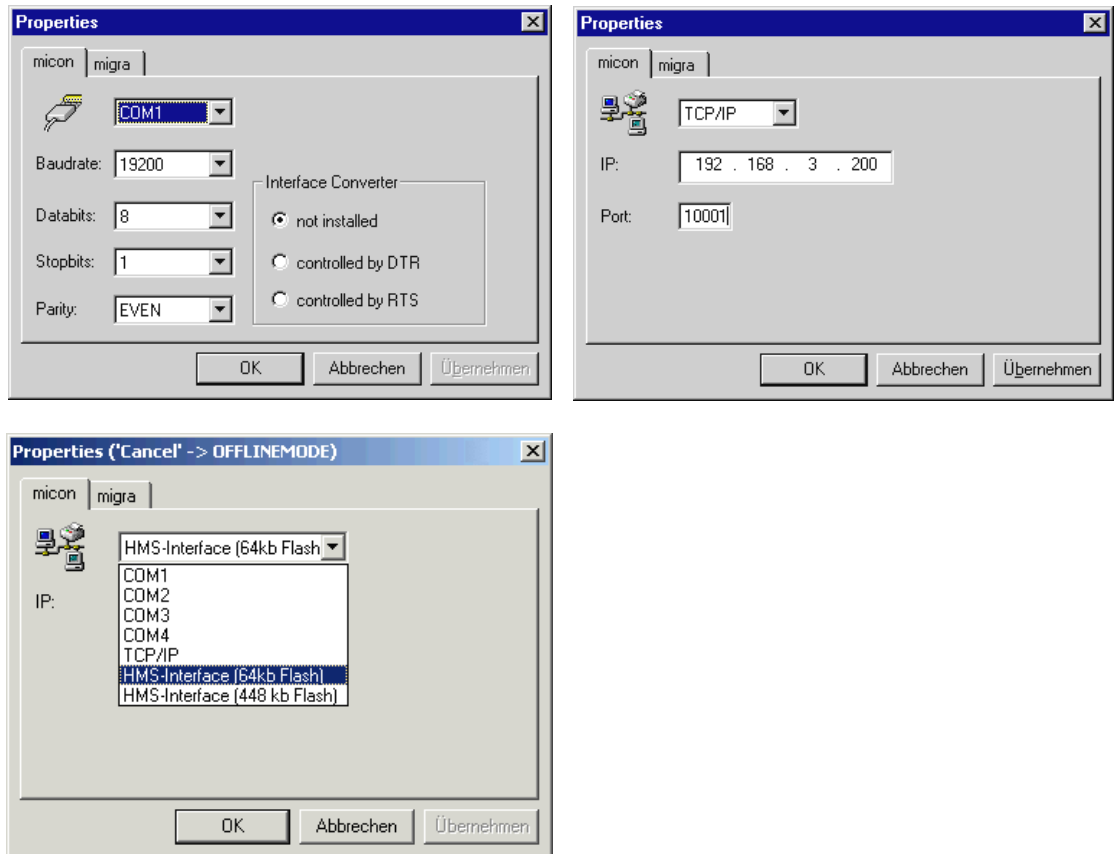 Properties
micon migra
COM1
Baudrate: 19200
Databits: 8
Stopbits: 1
Parity: EVEN
Interface Converter
not installed
controlled by DTR
controlled by RTS
OK Abbrechen Übernehmen
Properties
micon migra
TCP/IP
IP: 192 . 168 . 3 . 200
Port: 10001
OK Abbrechen Übernehmen
Properties ('Cancel' -> OFFLINEMODE)
micon migra
HMS-Interface (64kb Flash
IP:
COM1
COM2
COM3
COM4
TCP/IP
HMS-Interface (64kb Flash)
HMS-Interface (448 kb Flash)
OK Abbrechen Übernehmen